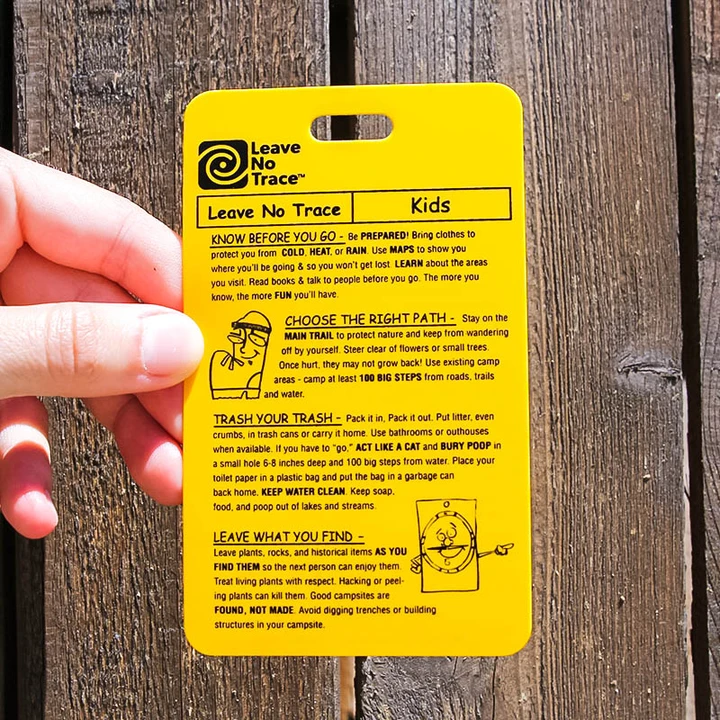 Leave
No
Trace™
Leave No Trace Kids
KNOW BEFORE YOU GO - Be PREPARED! Bring clothes to
protect you from COLD, HEAT, or RAIN. Use MAPS to show you
where you'll be going & so you won't get lost LEARN about the areas
you visit. Read books & talk to people before you go. The more you
know, the more FUN you'll have.
CHOOSE THE RIGHT PATH - Stay on the
MAIN TRAIL to protect nature and keep from wandering
off by yourself. Steer clear of flowers or small trees.
Once hurt, they may not grow back! Use existing camp
areas - camp at least 100 BIG STEPS from roads, trails
and water.
TRASH YOUR TRASH - Pack it in, Pack it out. Put litter, even
crumbs, in trash cans or carry it home. Use bathrooms or outhouses
when available. If you have to "go," ACT LIKE A CAT and BURY POOP in
a small hole 6-8 inches deep and 100 big steps from water. Place your
toilet paper in a plastic bag and put the bag in a garbage can
back home. KEEP WATER CLEAN. Keep soap,
food, and poop out of lakes and streams.
LEAVE WHAT YOU FIND -
Leave plants, rocks, and historical items AS YOU
FIND THEM so the next person can enjoy them.
Treat living plants with respect. Hacking or peel-
ing plants can kill them. Good campsites are
FOUND, NOT MADE. Avoid digging trenches or building
structures in your campsite.